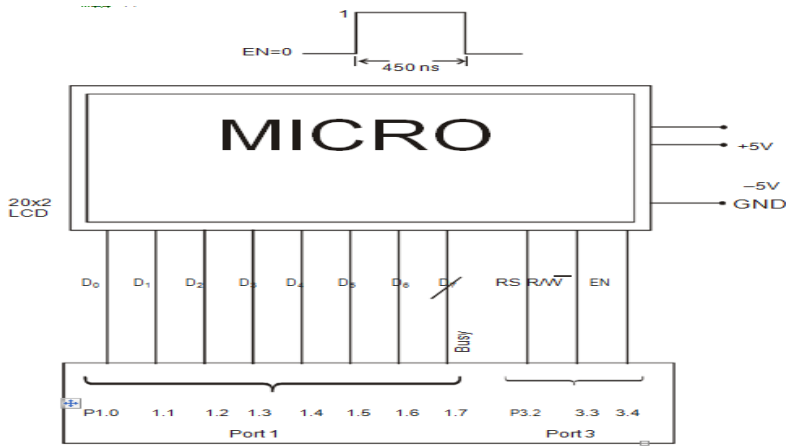 1
EN=0
450 ns
MICRO
+5V
–5V
GND
20x2
LCD
D₀ D₁ D₂ D₃ D₄ D₅ D₆ D₇ RS R/W̅ EN
Busy
P1.0 1.1 1.2 1.3 1.4 1.5 1.6 1.7 P3.2 3.3 3.4
Port 1 Port 3